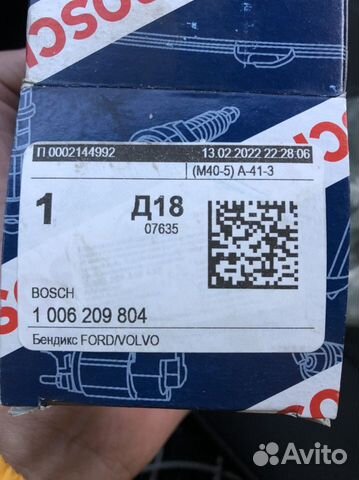 BOSCH
П 0002144992 13.02.2022 22:28:06
(М40-5) А-41-3
1 Д18
07635
BOSCH
1 006 209 804
Бендикс FORD/VOLVO
Avito